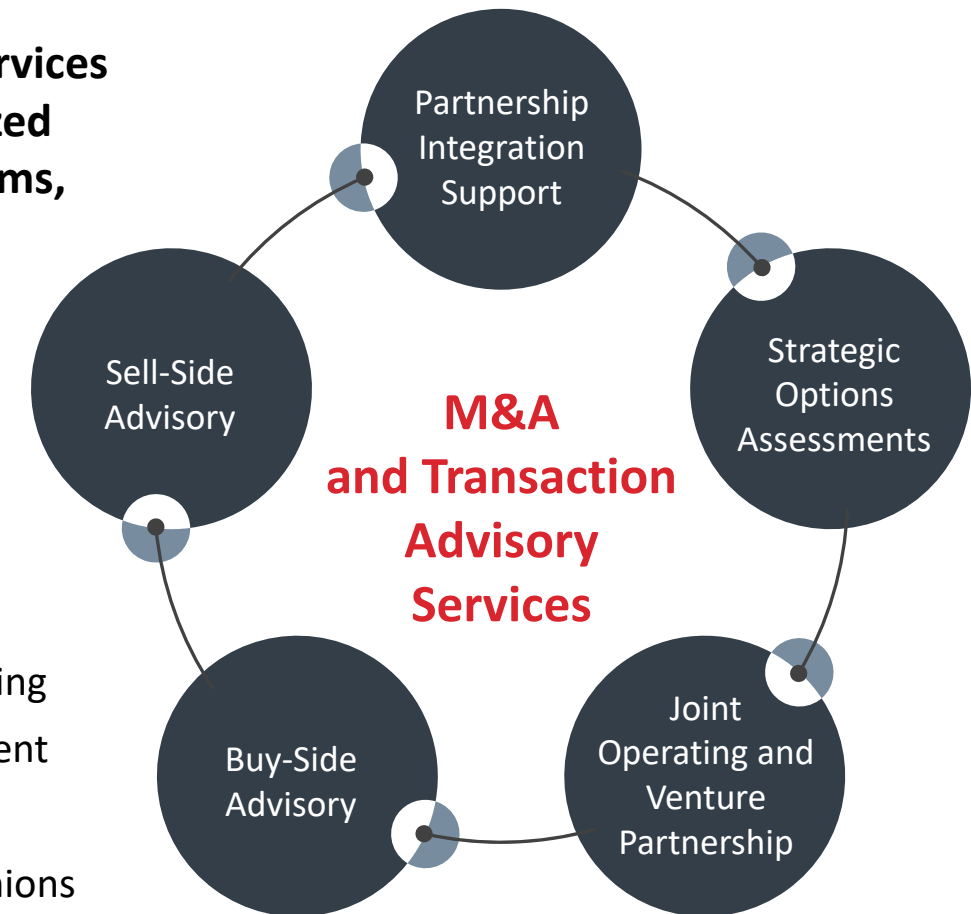 rvices
zed
ms,
Partnership
Integration
Support
Sell-Side
Advisory
Strategic
Options
Assessments
M&A
and Transaction
Advisory
Services
ing
ent
Buy-Side
Advisory
Joint
Operating and
Venture
Partnership
nions